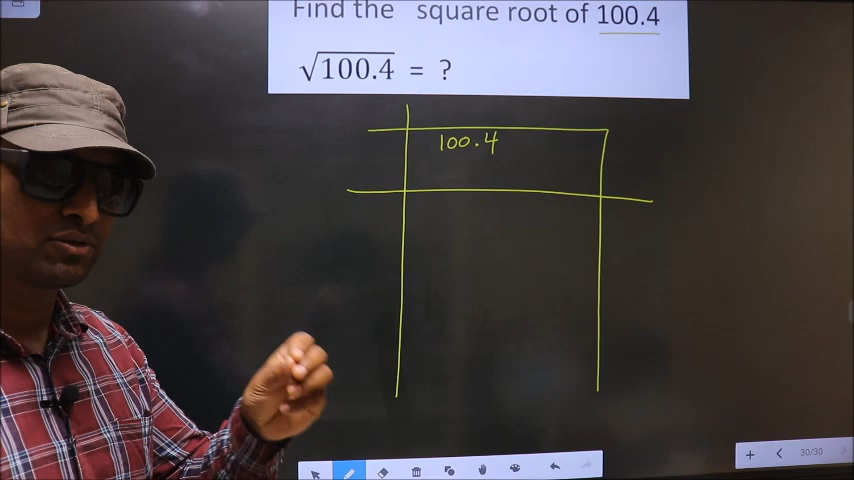 Find the square root of 100.4
√100.4 = ?
100.4
30/30